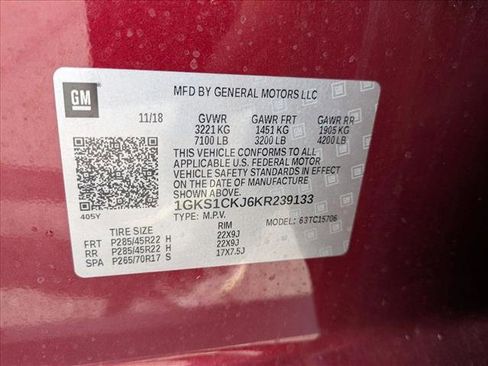 GM
MFD BY GENERAL MOTORS LLC
11/18 GVWR GAWR FRT GAWR RR
3221 KG 1451 KG 1905 KG
7100 LB 3200 LB 4200 LB
THIS VEHICLE CONFORMS TO ALL
APPLICABLE U.S. FEDERAL MOTOR
VEHICLE SAFETY STANDARDS IN EFFECT
ON THE DATE OF MANUFACTURE
SHOWN ABOVE.
1GKS1CKJ6KR239133
405Y TYPE: M.P.V. MODEL: 63TC15706
TIRE SIZE RIM
FRT P285/45R22 H 22X9J
RR P285/45R22 H 22X9J
SPA P265/70R17 S 17X7.5J